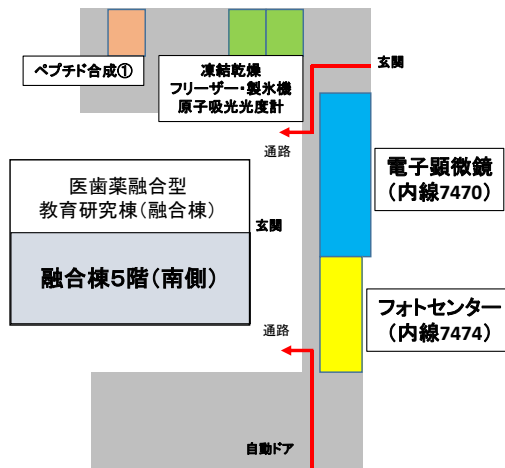 ペプチド合成①
凍結乾燥
フリーザー・製氷機
原子吸光光度計
玄関
通路
電子顕微鏡
（内線7470）
医歯薬融合型
教育研究棟（融合棟）
玄関
融合棟５階（南側）
フォトセンター
（内線7474）
通路
自動ドア